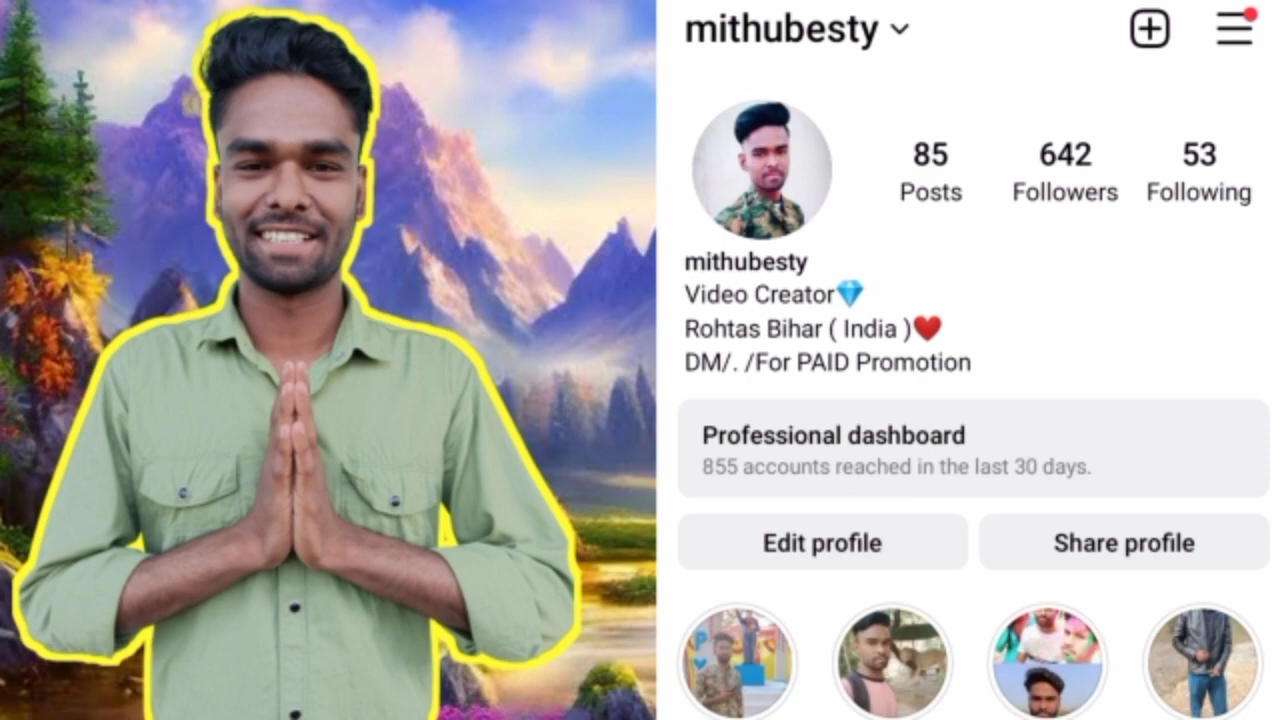 mithubesty
85
Posts
642
Followers
53
Following
mithubesty
Video Creator💎
Rohtas Bihar ( India )❤️
DM/. /For PAID Promotion
Professional dashboard
855 accounts reached in the last 30 days.
Edit profile
Share profile